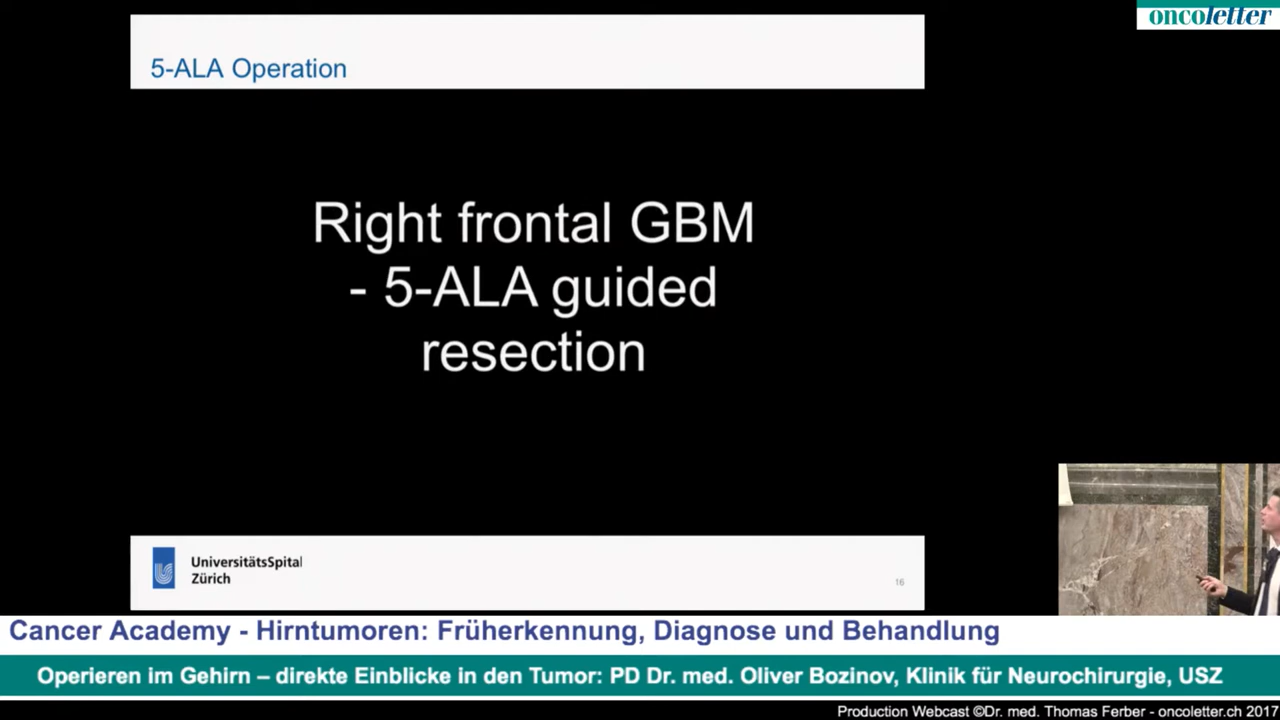 oncoletter
5-ALA Operation
Right frontal GBM
- 5-ALA guided
resection
UniversitätsSpital
Zürich
16
Cancer Academy - Hirntumoren: Früherkennung, Diagnose und Behandlung
Operieren im Gehirn – direkte Einblicke in den Tumor: PD Dr. med. Oliver Bozinov, Klinik für Neurochirurgie, USZ
Production Webcast ©Dr. med. Thomas Ferber - oncoletter.ch 2017